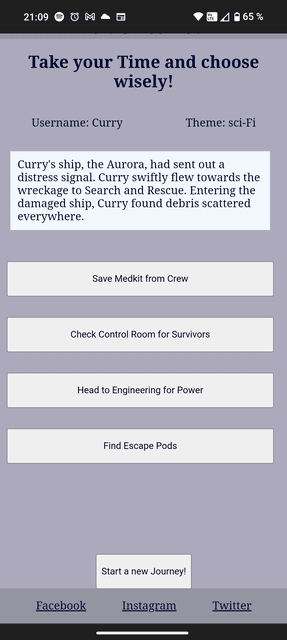 21:09
65 %
Take your Time and choose
wisely!
Username: Curry
Theme: sci-Fi
Curry's ship, the Aurora, had sent out a
distress signal. Curry swiftly flew towards the
wreckage to Search and Rescue. Entering the
damaged ship, Curry found debris scattered
everywhere.
Save Medkit from Crew
Check Control Room for Survivors
Head to Engineering for Power
Find Escape Pods
Start a new Journey!
Facebook
Instagram
Twitter